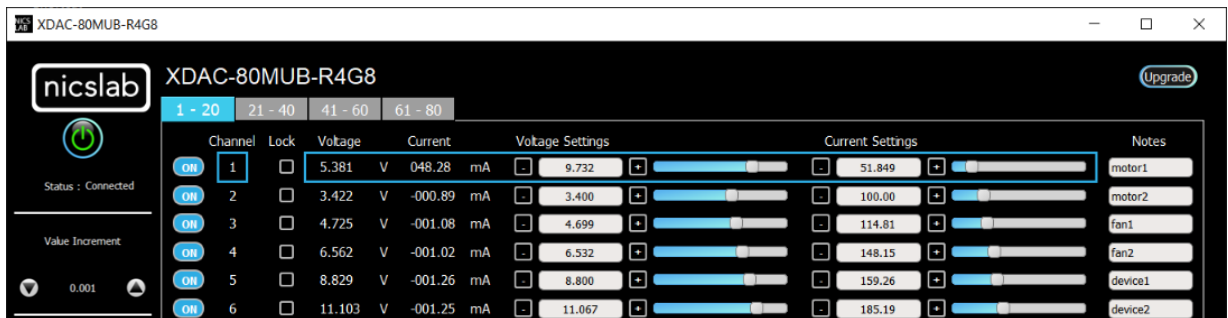 NICS LAB XDAC-80MUB-R4G8
nicslab XDAC-80MUB-R4G8 Upgrade
1 - 20 21 - 40 41 - 60 61 - 80
Channel Lock Voltage Current Voltage Settings Current Settings Notes
ON 1 5.381 V 048.28 mA - 9.732 + - 51.849 + motor1
Status : Connected
ON 2 3.422 V -000.89 mA - 3.400 + - 100.00 + motor2
ON 3 4.725 V -001.08 mA - 4.699 + - 114.81 + fan1
Value Increment
ON 4 6.562 V -001.02 mA - 6.532 + - 148.15 + fan2
0.001
ON 5 8.829 V -001.26 mA - 8.800 + - 159.26 + device1
ON 6 11.103 V -001.25 mA - 11.067 + - 185.19 + device2